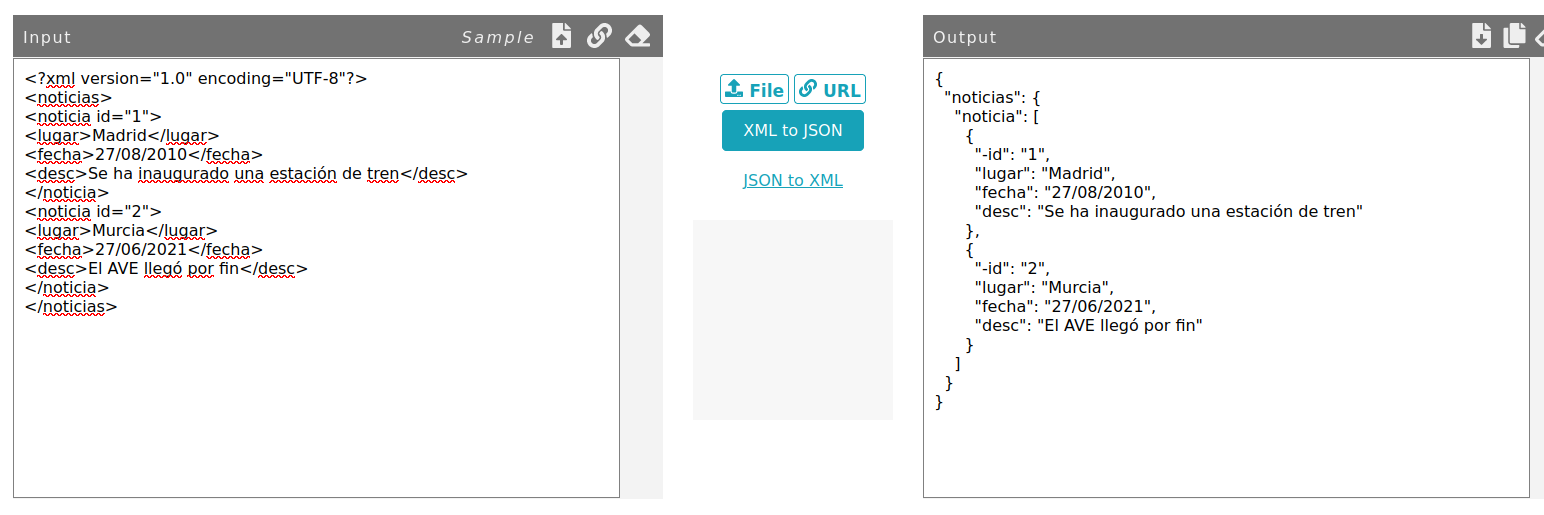 Input
Sample
<?xml version="1.0" encoding="UTF-8"?>
<noticias>
<noticia id="1">
<lugar>Madrid</lugar>
<fecha>27/08/2010</fecha>
<desc>Se ha inaugurado una estación de tren</desc>
</noticia>
<noticia id="2">
<lugar>Murcia</lugar>
<fecha>27/06/2021</fecha>
<desc>El AVE llegó por fin</desc>
</noticia>
</noticias>
File
URL
XML to JSON
JSON to XML
Output
{
  "noticias": {
    "noticia": [
      {
        "-id": "1",
        "lugar": "Madrid",
        "fecha": "27/08/2010",
        "desc": "Se ha inaugurado una estación de tren"
      },
      {
        "-id": "2",
        "lugar": "Murcia",
        "fecha": "27/06/2021",
        "desc": "El AVE llegó por fin"
      }
    ]
  }
}